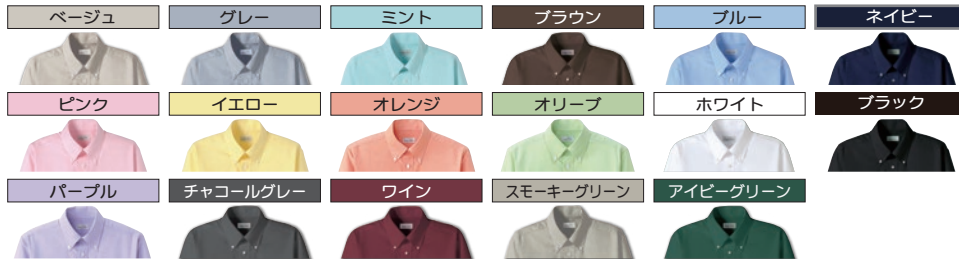 ベージュ
グレー
ミント
ブラウン
ブルー
ネイビー
ピンク
イエロー
オレンジ
オリーブ
ホワイト
ブラック
パープル
チャコールグレー
ワイン
スモーキーグリーン
アイビーグリーン